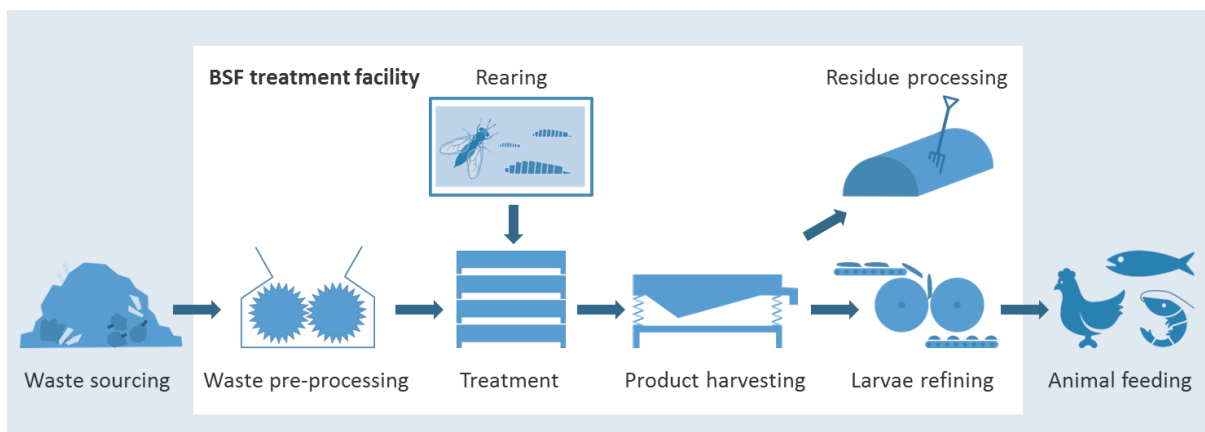 BSF treatment facility
Rearing
Residue processing
Waste sourcing
Waste pre-processing
Treatment
Product harvesting
Larvae refining
Animal feeding